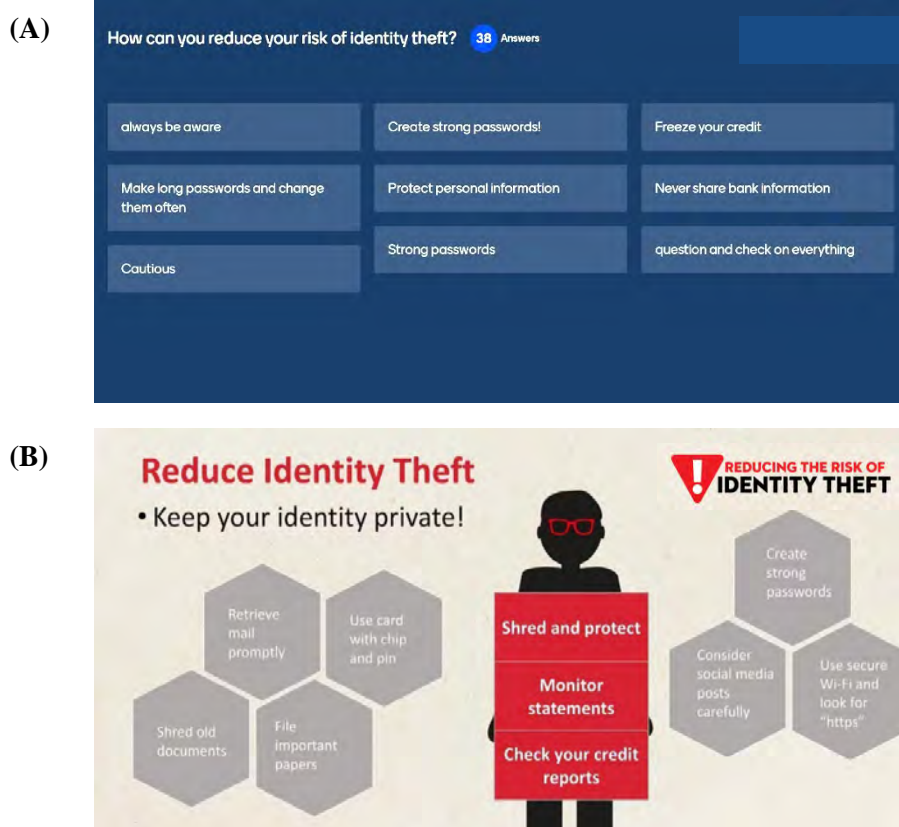 (A)
How can you reduce your risk of identity theft? 38 Answers
always be aware
Create strong passwords!
Freeze your credit
Make long passwords and change
them often
Protect personal information
Never share bank information
Cautious
Strong passwords
question and check on everything
(B)
Reduce Identity Theft
• Keep your identity private!
! REDUCING THE RISK OF
IDENTITY THEFT
Retrieve
mail
promptly
Use card
with chip
and pin
Shred old
documents
File
important
papers
Shred and protect
Monitor
statements
Check your credit
reports
Create
strong
passwords
Consider
social media
posts
carefully
Use secure
Wi-Fi and
look for
"https"